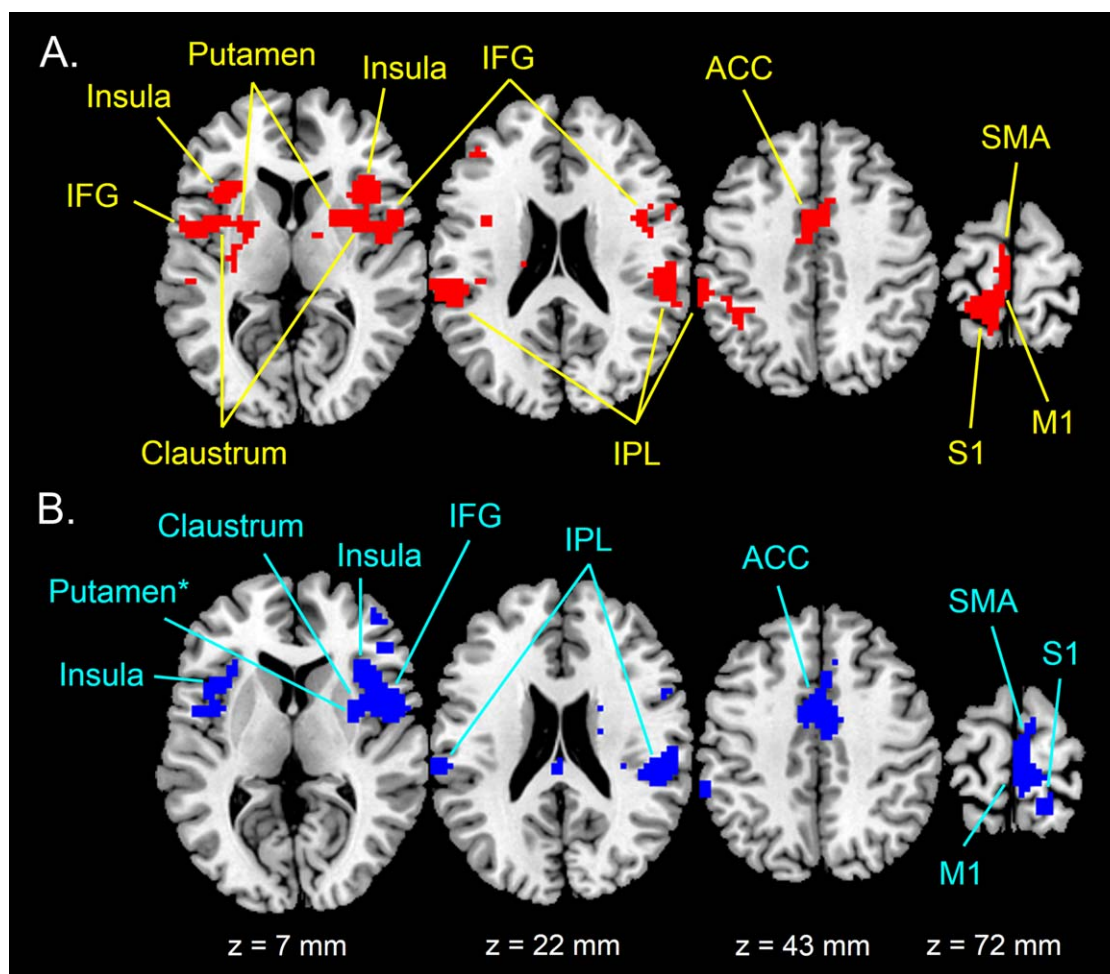 A.
Putamen
Insula
IFG
ACC
Insula
SMA
IFG
M1
Claustrum
IPL
S1
B.
Claustrum
IFG
IPL
Insula
ACC
Putamen*
SMA
S1
Insula
M1
z = 7 mm
z = 22 mm
z = 43 mm
z = 72 mm